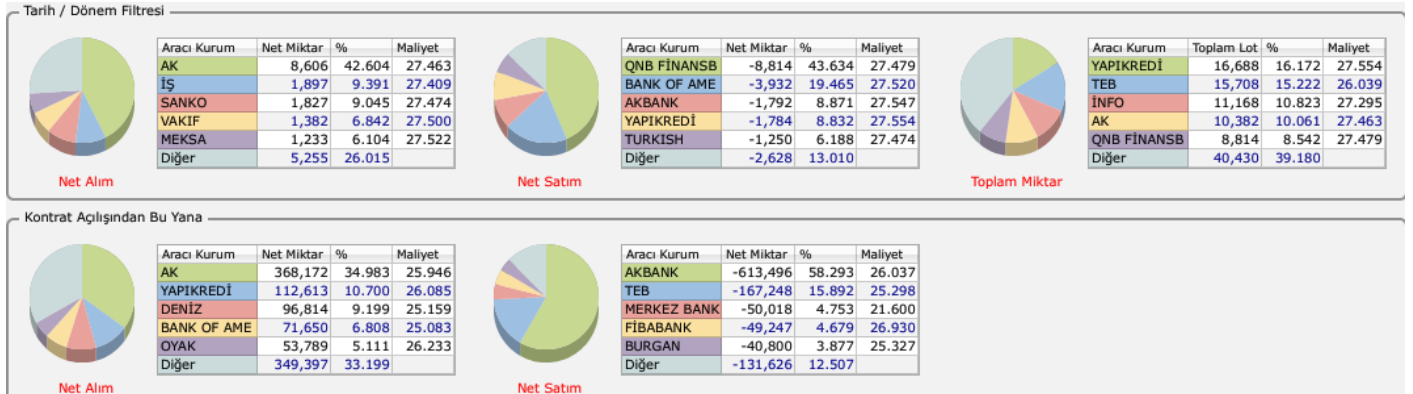 Tarih / Dönem Filtresi
Aracı Kurum Net Miktar % Maliyet
AK 8,606 42.604 27.463
İŞ 1,897 9.391 27.409
SANKO 1,827 9.045 27.474
VAKIF 1,382 6.842 27.500
MEKSA 1,233 6.104 27.522
Diğer 5,255 26.015
Net Alım
Aracı Kurum Net Miktar % Maliyet
QNB FİNANSB -8,814 43.634 27.479
BANK OF AME -3,932 19.465 27.520
AKBANK -1,792 8.871 27.547
YAPIKREDİ -1,784 8.832 27.554
TURKISH -1,250 6.188 27.474
Diğer -2,628 13.010
Net Satım
Aracı Kurum Toplam Lot % Maliyet
YAPIKREDİ 16,688 16.172 27.554
TEB 15,708 15.222 26.039
İNFO 11,168 10.823 27.295
AK 10,382 10.061 27.463
QNB FİNANSB 8,814 8.542 27.479
Diğer 40,430 39.180
Toplam Miktar
Kontrat Açılışından Bu Yana
Aracı Kurum Net Miktar % Maliyet
AK 368,172 34.983 25.946
YAPIKREDİ 112,613 10.700 26.085
DENİZ 96,814 9.199 25.159
BANK OF AME 71,650 6.808 25.083
OYAK 53,789 5.111 26.233
Diğer 349,397 33.199
Net Alım
Aracı Kurum Net Miktar % Maliyet
AKBANK -613,496 58.293 26.037
TEB -167,248 15.892 25.298
MERKEZ BANK -50,018 4.753 21.600
FİBABANK -49,247 4.679 26.930
BURGAN -40,800 3.877 25.327
Diğer -131,626 12.507
Net Satım